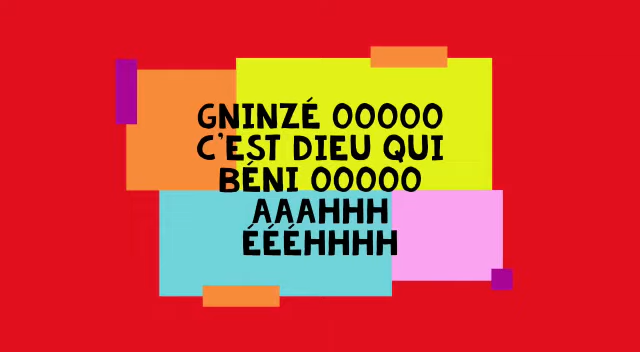 GNINZÉ OOOOO
C'EST DIEU QUI
BÉNI OOOOO
AAAHHH
ÉÉÉHHHH